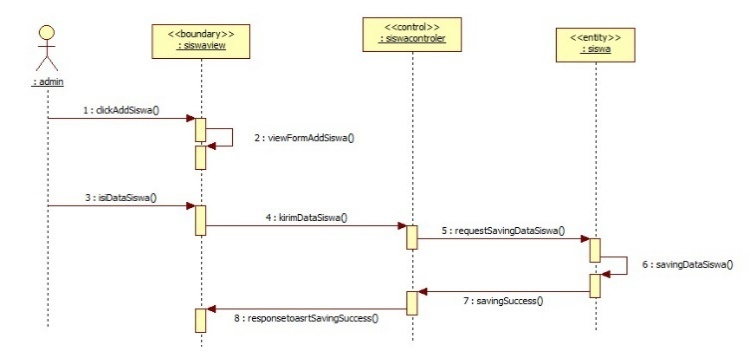 <<boundary>>
: siswaview
<<control>>
: siswacontroler
<<entity>>
: siswa
: admin
1 : clickAddSiswa()
2 : viewFormAddSiswa()
3 : isiDataSiswa()
4 : kirimDataSiswa()
5 : requestSavingDataSiswa()
6 : savingDataSiswa()
7 : savingSuccess()
8 : responsetoasrtSavingSuccess()